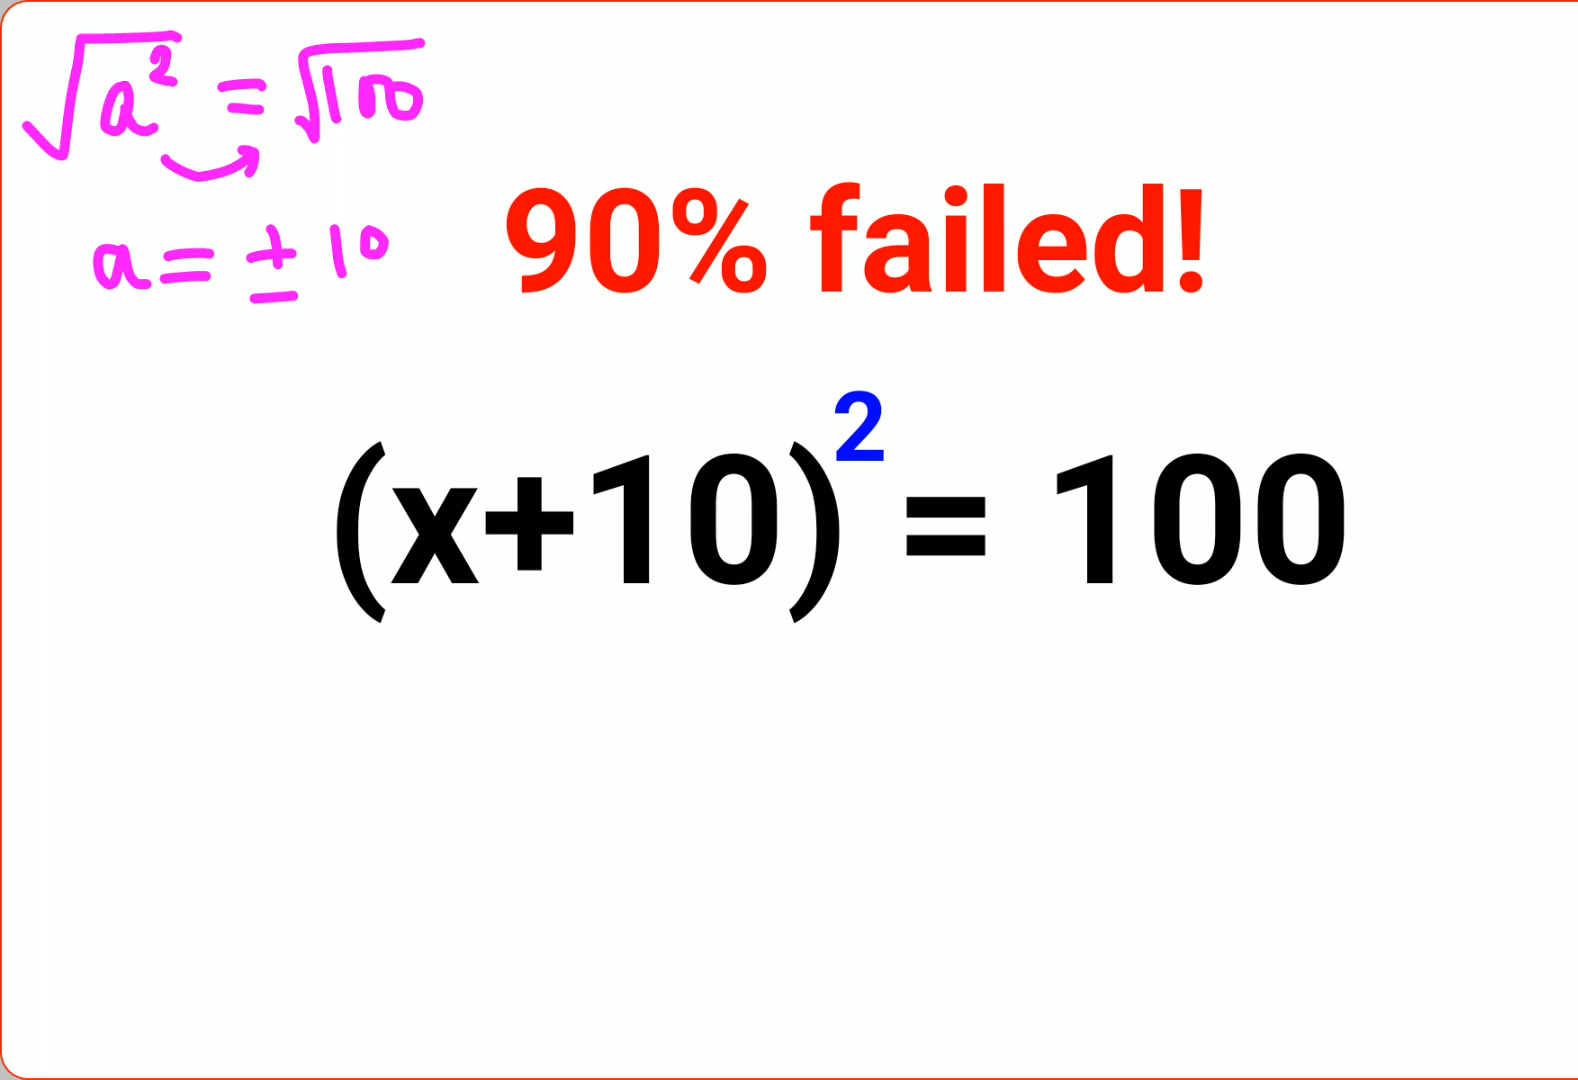 √a² = √100
a = ± 10
90% failed!
(x+10)² = 100